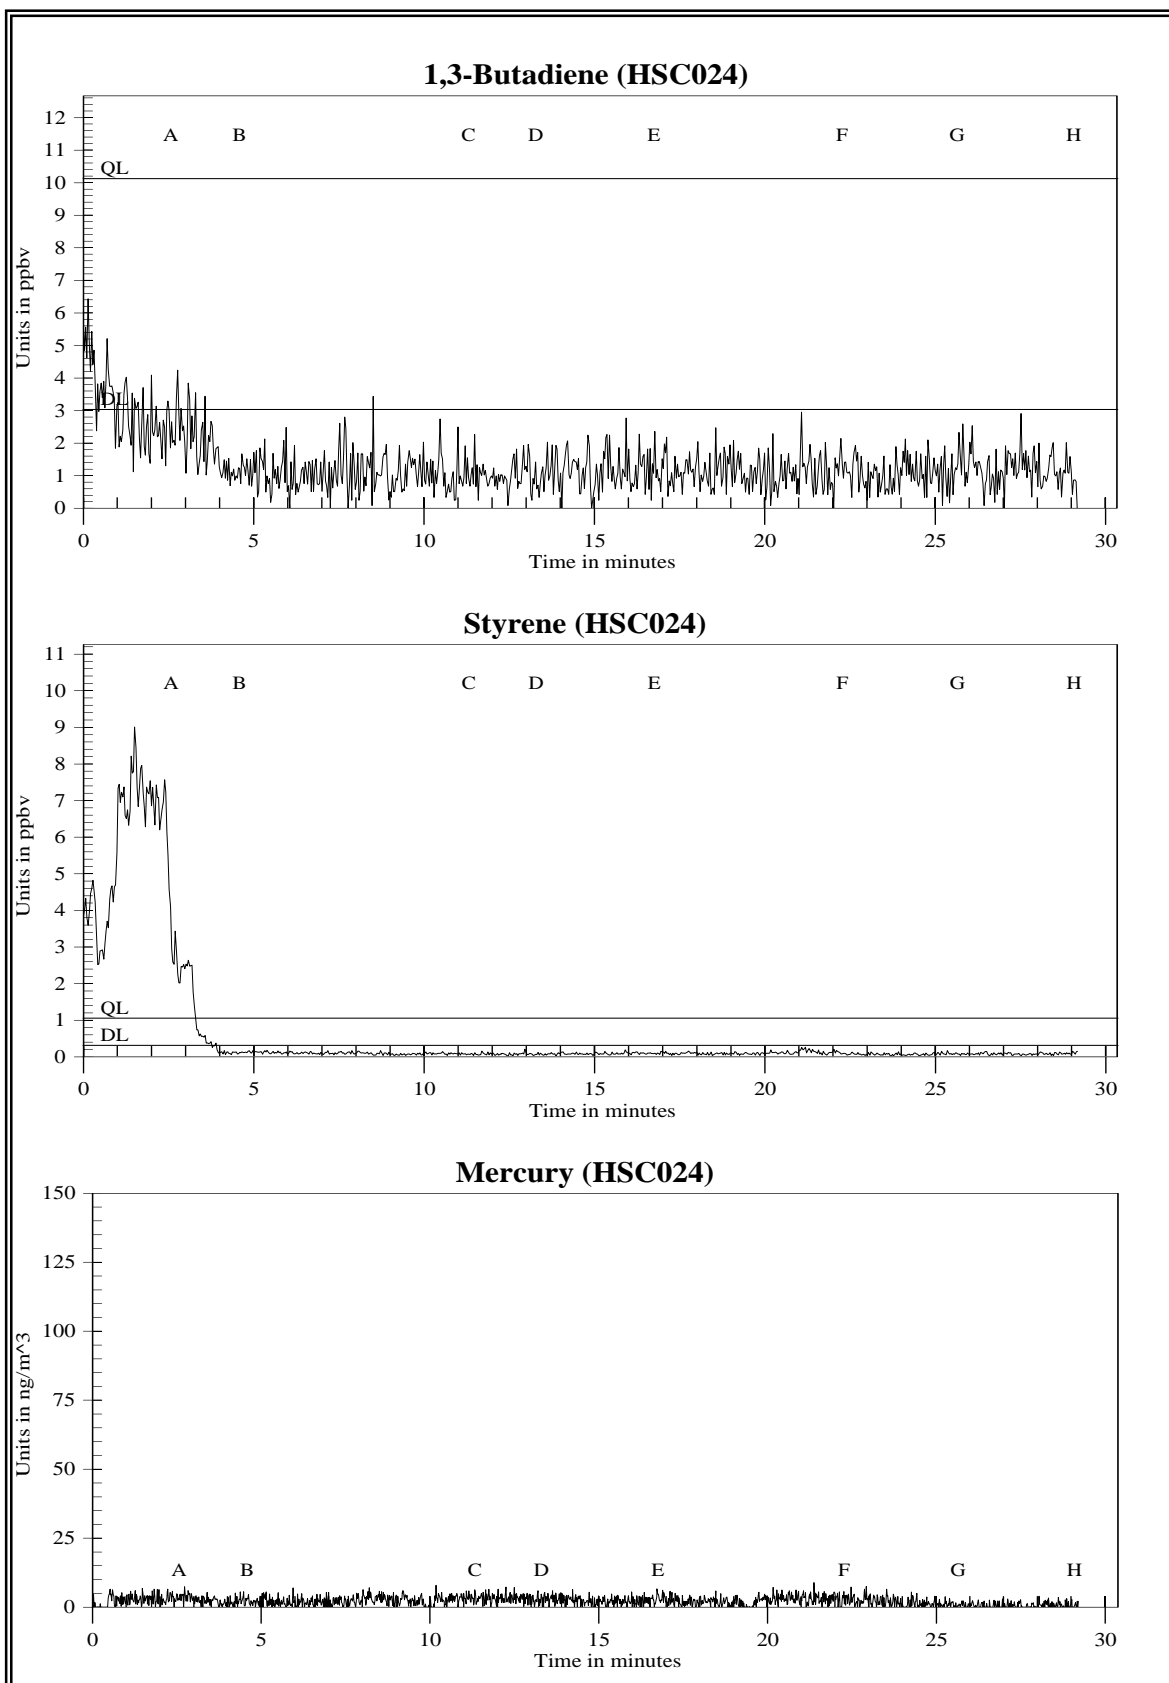 1,3-Butadiene (HSC024)
12
A B C D E F G H
11
QL
10
9
8
7
6
5
4
DL
3
2
1
0
Units in ppbv
0 5 10 15 20 25 30
Time in minutes
Styrene (HSC024)
11
A B C D E F G H
10
9
8
7
6
5
4
3
2
QL
1
DL
0
Units in ppbv
0 5 10 15 20 25 30
Time in minutes
Mercury (HSC024)
150
125
100
75
50
25
A B C D E F G H
0
Units in ng/m^3
0 5 10 15 20 25 30
Time in minutes